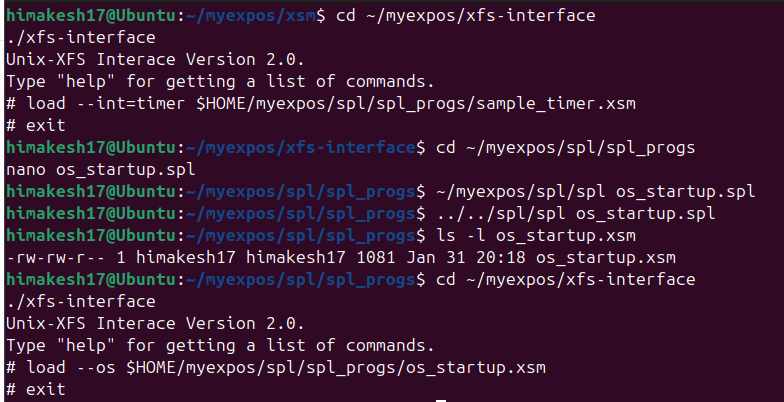 himakesh17@Ubuntu:~/myexpos/xsm$ cd ~/myexpos/xfs-interface
./xfs-interface
Unix-XFS Interace Version 2.0.
Type "help" for getting a list of commands.
# load --int=timer $HOME/myexpos/spl/spl_progs/sample_timer.xsm
# exit
himakesh17@Ubuntu:~/myexpos/xfs-interface$ cd ~/myexpos/spl/spl_progs
nano os_startup.spl
himakesh17@Ubuntu:~/myexpos/spl/spl_progs$ ~/myexpos/spl/spl os_startup.spl
himakesh17@Ubuntu:~/myexpos/spl/spl_progs$ ../../spl/spl os_startup.spl
himakesh17@Ubuntu:~/myexpos/spl/spl_progs$ ls -l os_startup.xsm
-rw-rw-r-- 1 himakesh17 himakesh17 1081 Jan 31 20:18 os_startup.xsm
himakesh17@Ubuntu:~/myexpos/spl/spl_progs$ cd ~/myexpos/xfs-interface
./xfs-interface
Unix-XFS Interace Version 2.0.
Type "help" for getting a list of commands.
# load --os $HOME/myexpos/spl/spl_progs/os_startup.xsm
# exit